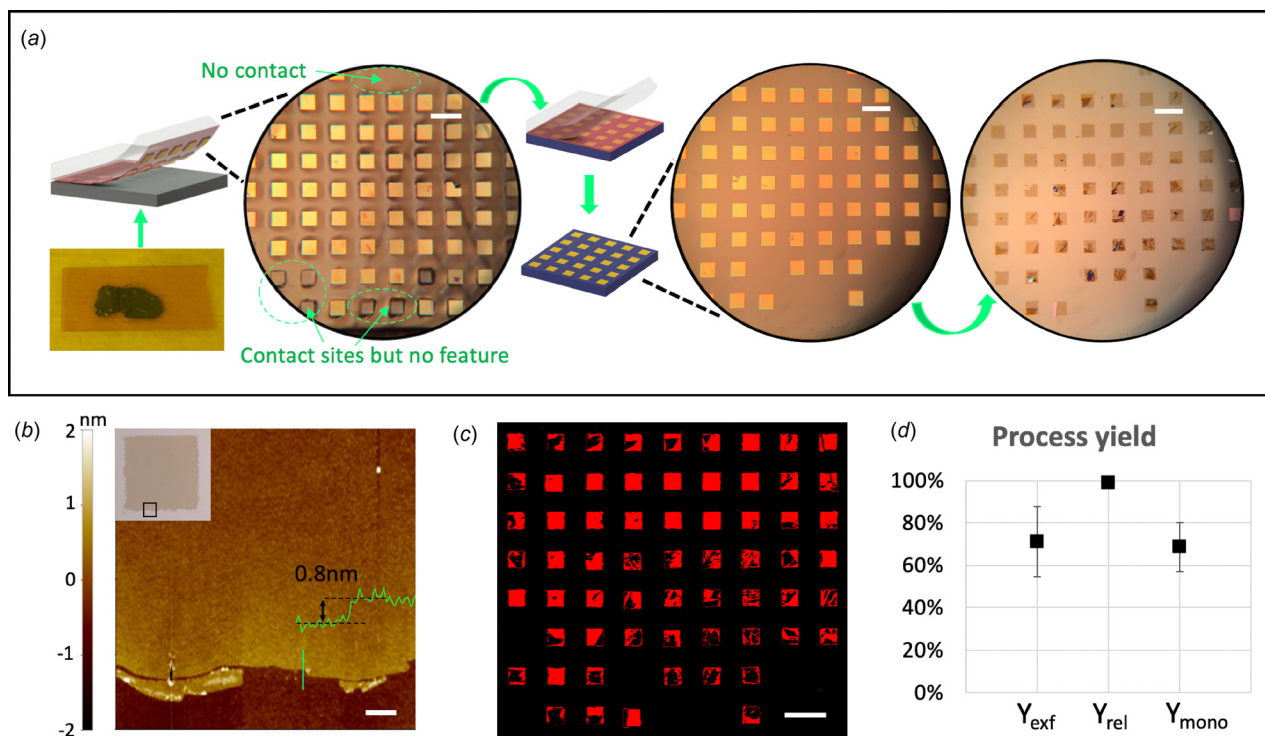 (a)
No contact
Contact sites but no feature
(b)
nm
2
1
0
-1
-2
0.8nm
(c)
(d)
Process yield
100%
80%
60%
40%
20%
0%
Yexf
Yrel
Ymono